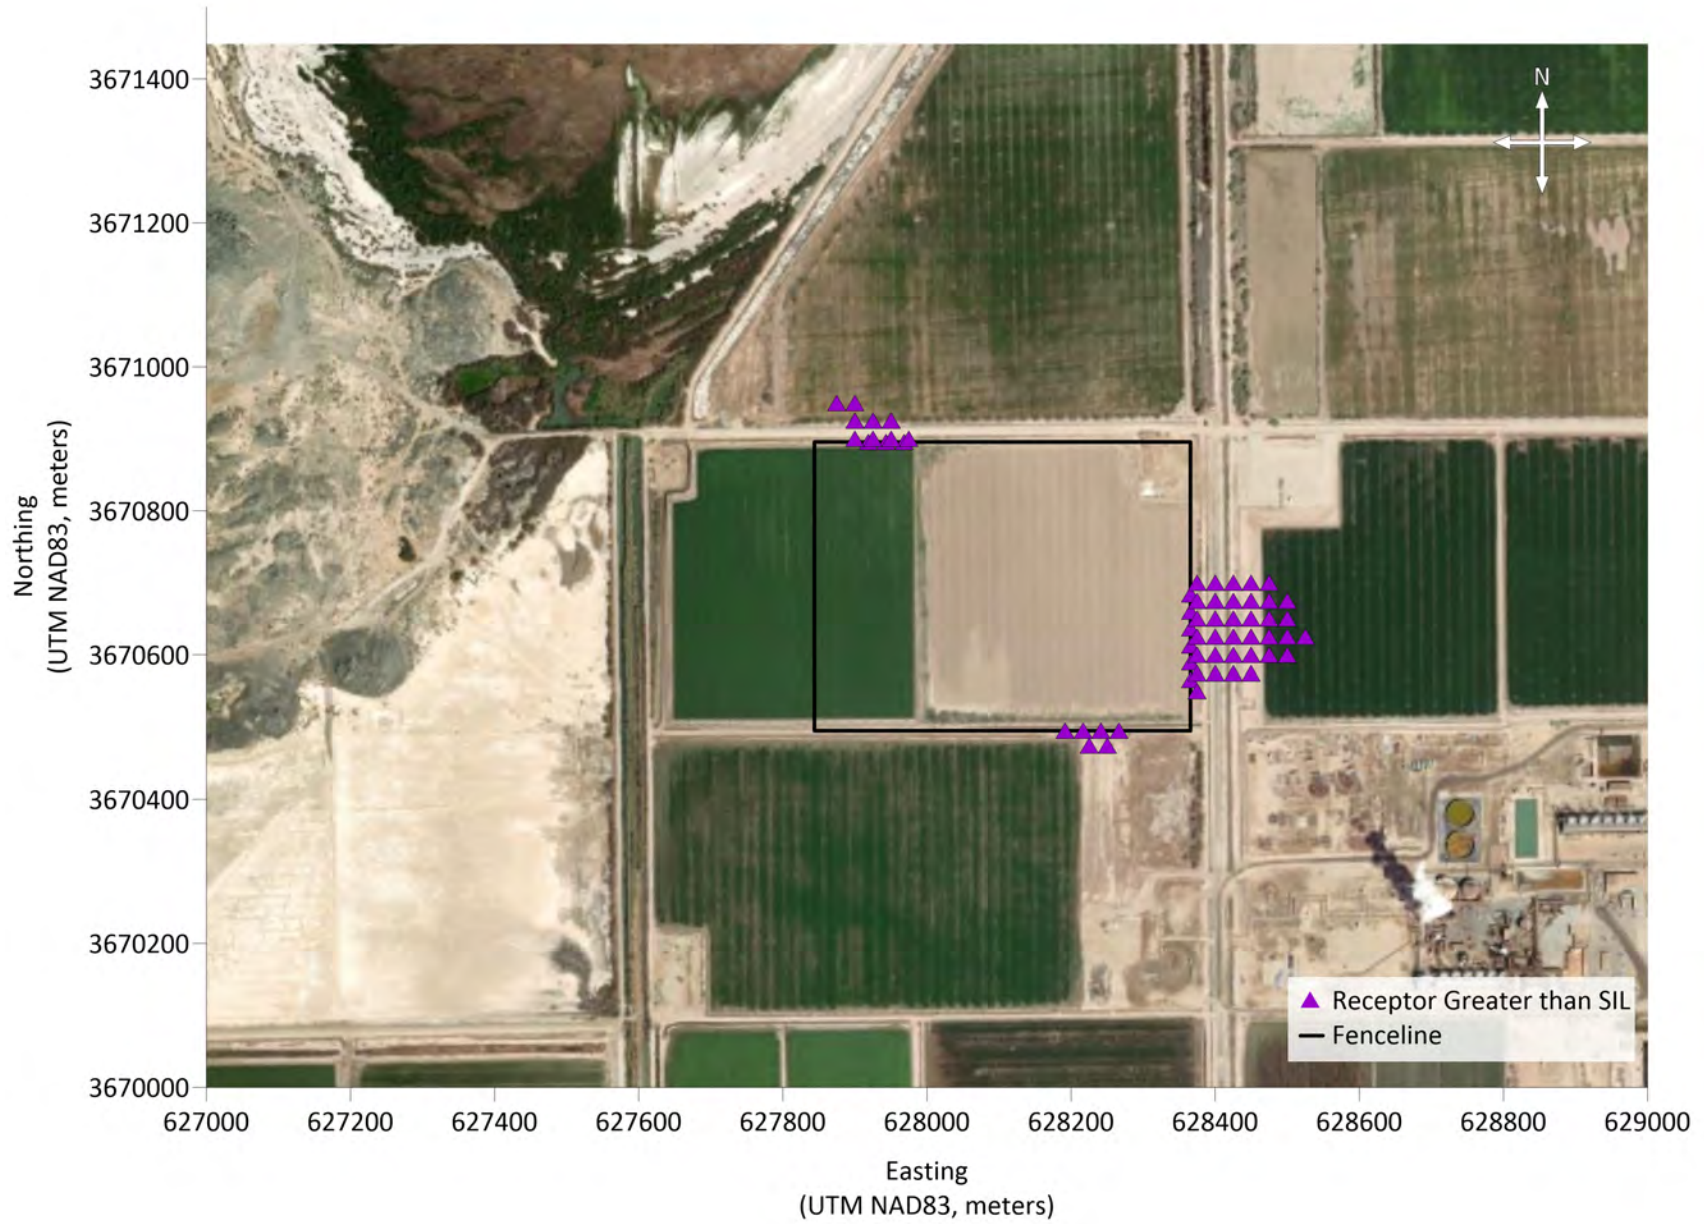 3671400
3671200
3671000
3670800
3670600
3670400
3670200
3670000
Northing
(UTM NAD83, meters)
N
Receptor Greater than SIL
Fenceline
627000
627200
627400
627600
627800
628000
628200
628400
628600
628800
629000
Easting
(UTM NAD83, meters)